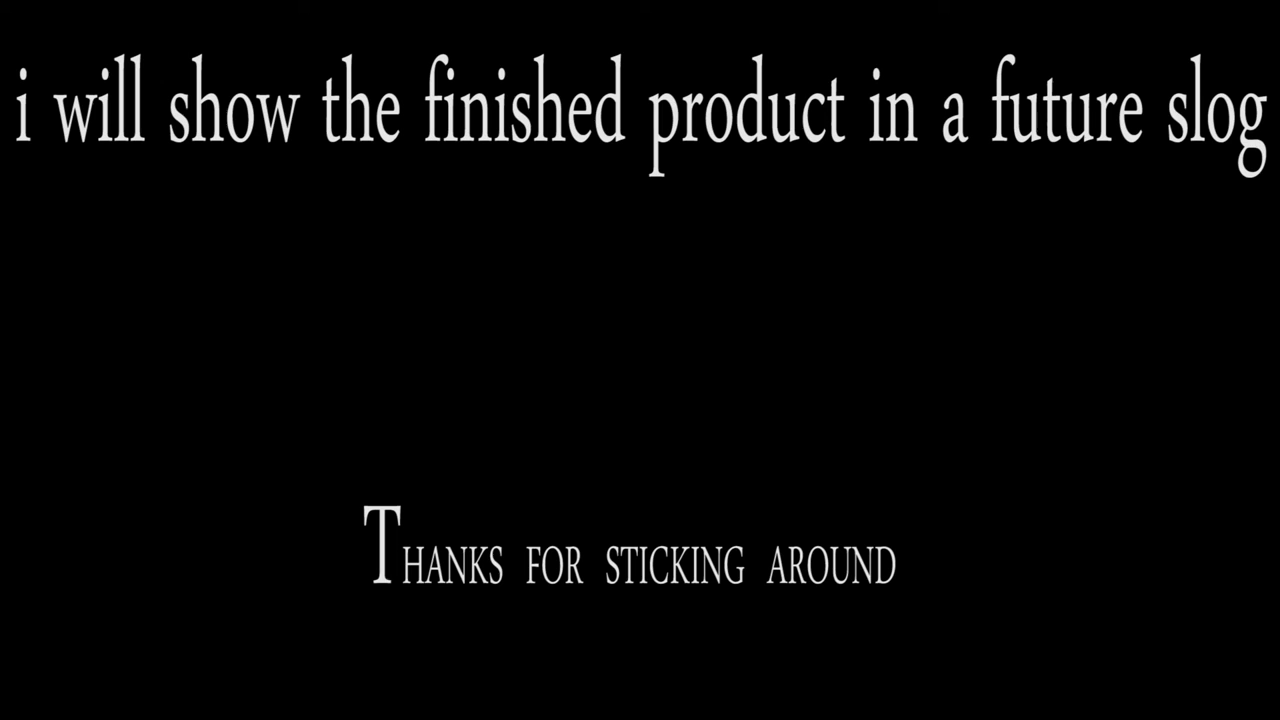 i will show the finished product in a future slog
Thanks for sticking around